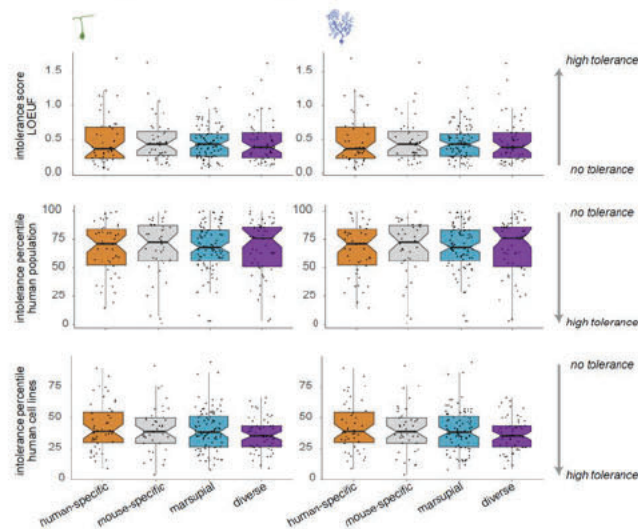 high tolerance
intolerance score
LOEUF
1.5
1.0
0.5
0.0
1.5
1.0
0.5
0.0
no tolerance
intolerance percentile
human population
100
75
50
25
0
100
75
50
25
0
no tolerance
high tolerance
intolerance percentile
human cell lines
75
50
25
0
75
50
25
0
no tolerance
high tolerance
human-specific
mouse-specific
marsupial
diverse
human-specific
mouse-specific
marsupial
diverse